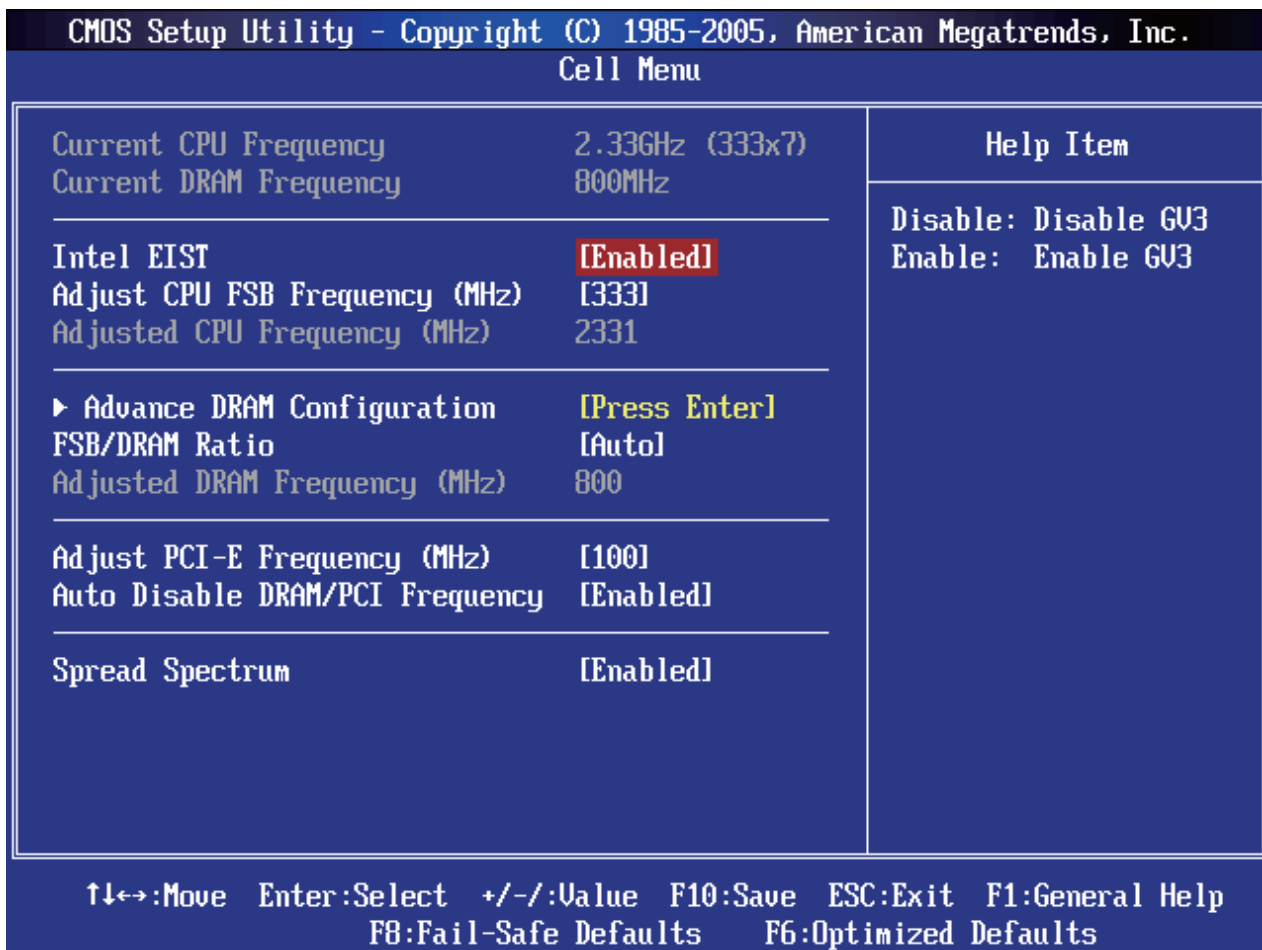 CMOS Setup Utility - Copyright (C) 1985-2005, American Megatrends, Inc.
Cell Menu
Current CPU Frequency 2.33GHz (333x7)
Current DRAM Frequency 800MHz
Intel EIST [Enabled]
Adjust CPU FSB Frequency (MHz) [333]
Adjusted CPU Frequency (MHz) 2331
▶ Advance DRAM Configuration [Press Enter]
FSB/DRAM Ratio [Auto]
Adjusted DRAM Frequency (MHz) 800
Adjust PCI-E Frequency (MHz) [100]
Auto Disable DRAM/PCI Frequency [Enabled]
Spread Spectrum [Enabled]
Help Item
Disable: Disable GV3
Enable: Enable GV3
↑↓←→:Move Enter:Select +/-/:Value F10:Save ESC:Exit F1:General Help
F8:Fail-Safe Defaults F6:Optimized Defaults